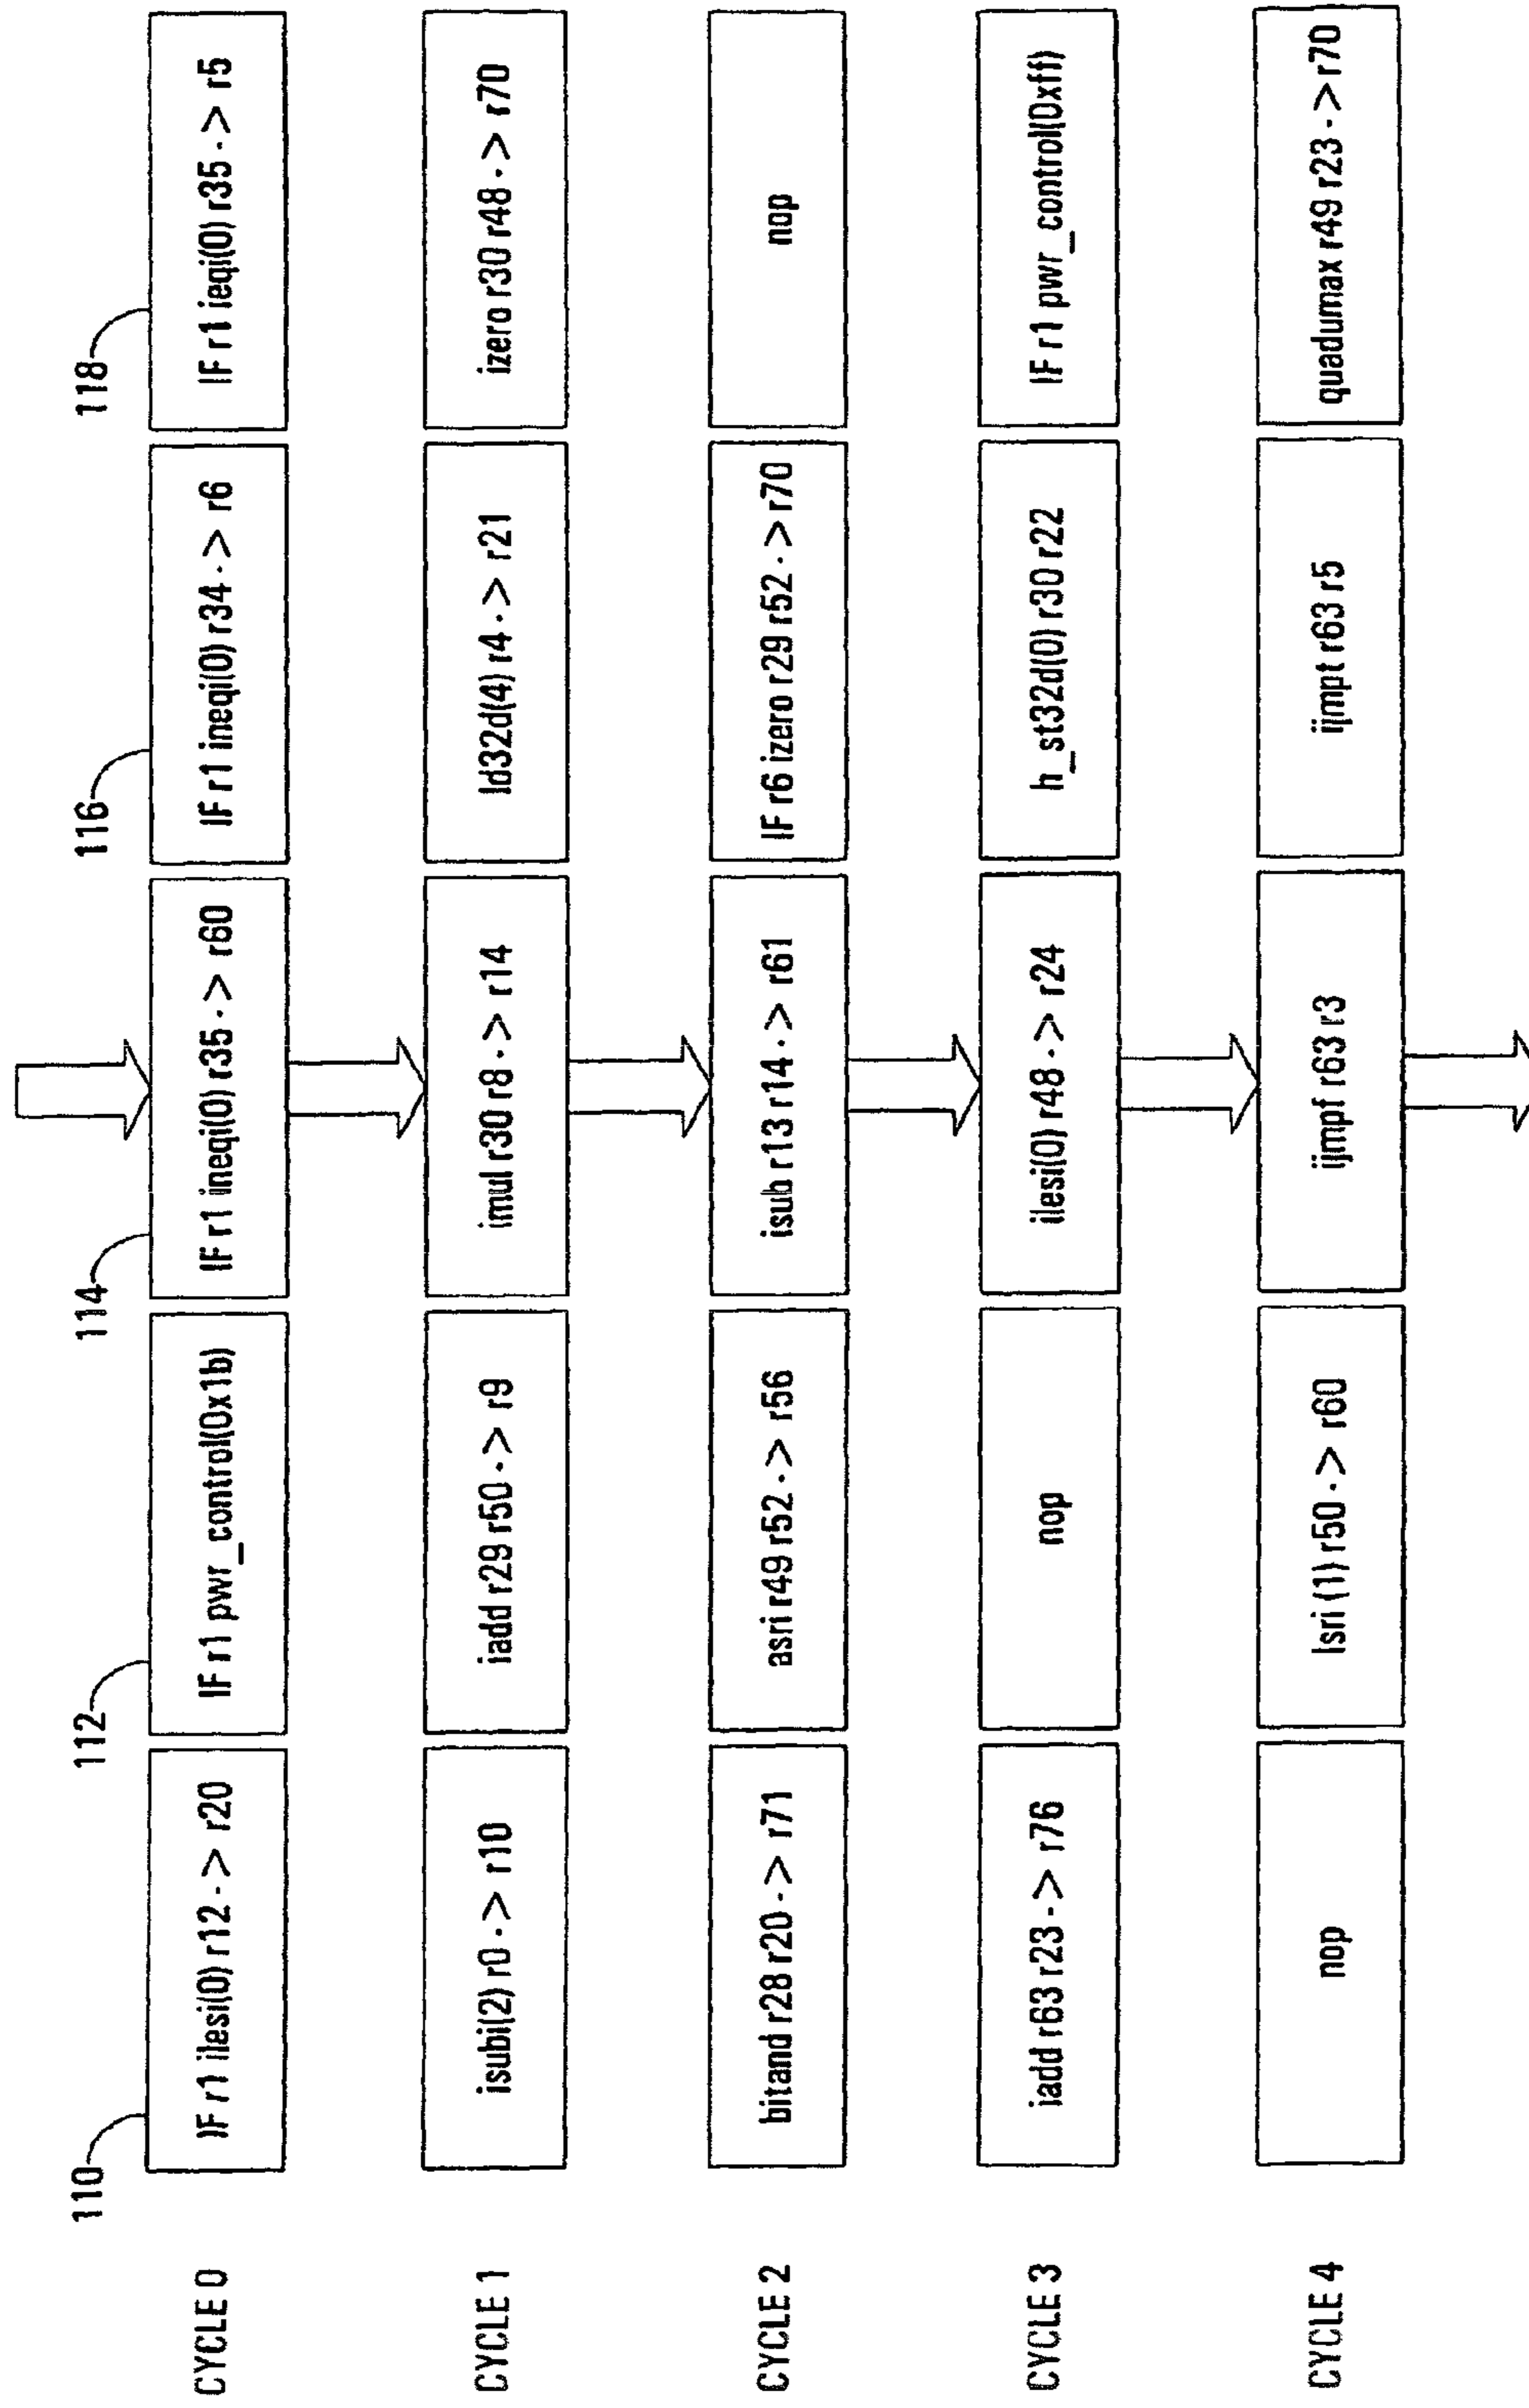 110 112 114 116 118
CYCLE 0
IF r1 ilesi(0) r12 - > r20
IF r1 pwr_control(0x1b)
IF r1 ineqi(0) r35 - > r60
IF r1 ineqi(0) r34 - > r6
IF r1 ieqi(0) r35 - > r5
CYCLE 1
isubi(2) r0 - > r10
iadd r29 r50 - > r9
imul r30 r8 - > r14
ld32d(4) r4 - > r21
izero r30 r48 - > r70
CYCLE 2
bitand r28 r20 - > r71
asri r49 r52 - > r56
isub r13 r14 - > r61
IF r6 izero r29 r52 - > r70
nop
CYCLE 3
iadd r63 r23 - > r76
nop
ilesi(0) r48 - > r24
h_st32d(0) r30 r22
IF r1 pwr_control(0xff)
CYCLE 4
nop
lsri (1) r50 - > r60
ijmpf r63 r3
ijmpt r63 r5
quadumax r49 r23 - > r70